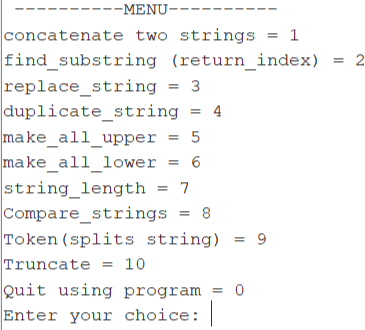 ----------MENU----------
concatenate two strings = 1
find_substring (return_index) = 2
replace_string = 3
duplicate_string = 4
make_all_upper = 5
make_all_lower = 6
string_length = 7
Compare_strings = 8
Token(splits string) = 9
Truncate = 10
Quit using program = 0
Enter your choice: